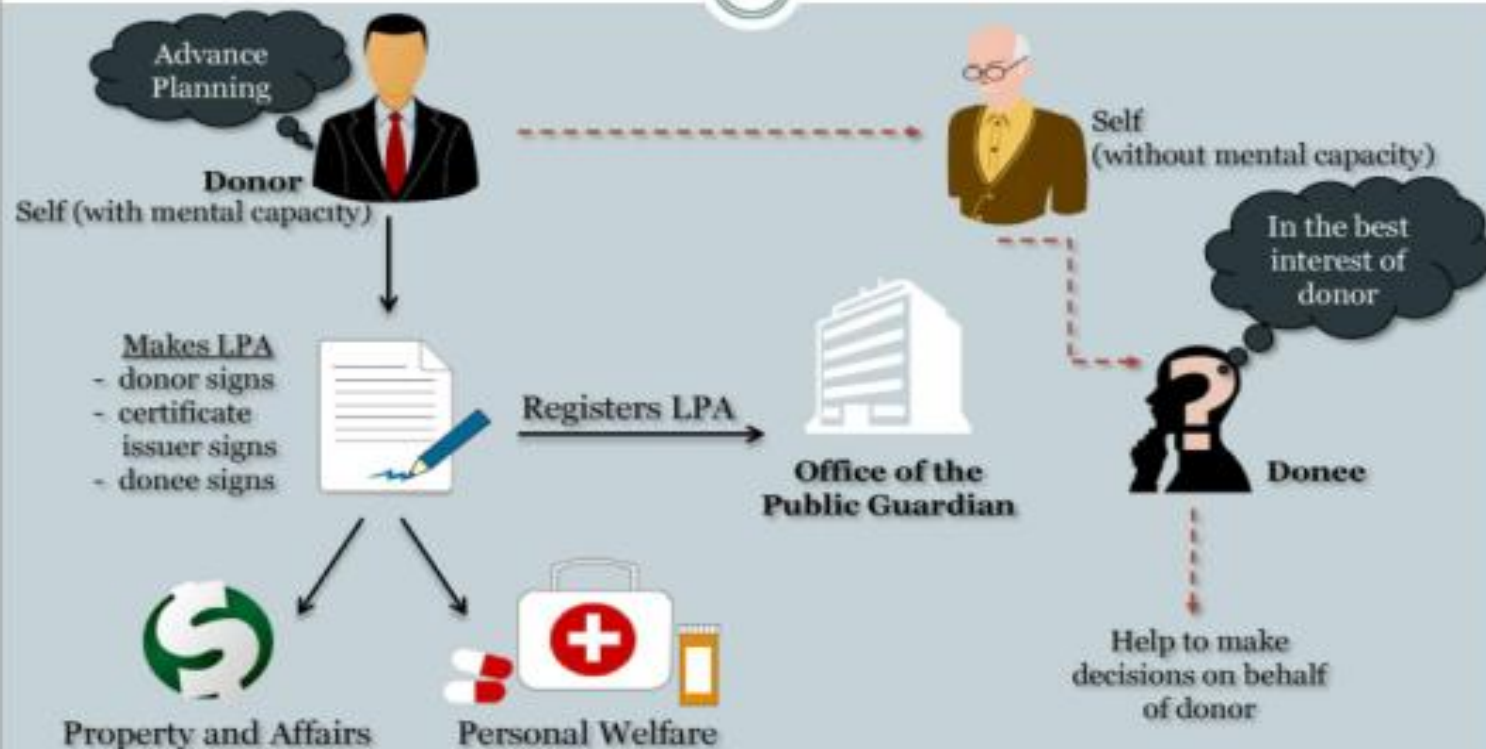 Advance
Planning
Donor
Self (with mental capacity)
Self
(without mental capacity)
In the best
interest of
donor
Makes LPA
- donor signs
- certificate
issuer signs
- donee signs
Registers LPA
Office of the
Public Guardian
Donee
Help to make
decisions on behalf
of donor
Property and Affairs
Personal Welfare